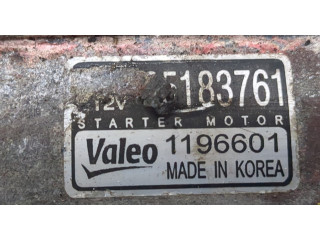 5183761
12V
STARTER MOTOR
Valeo 1196601
MADE IN KOREA